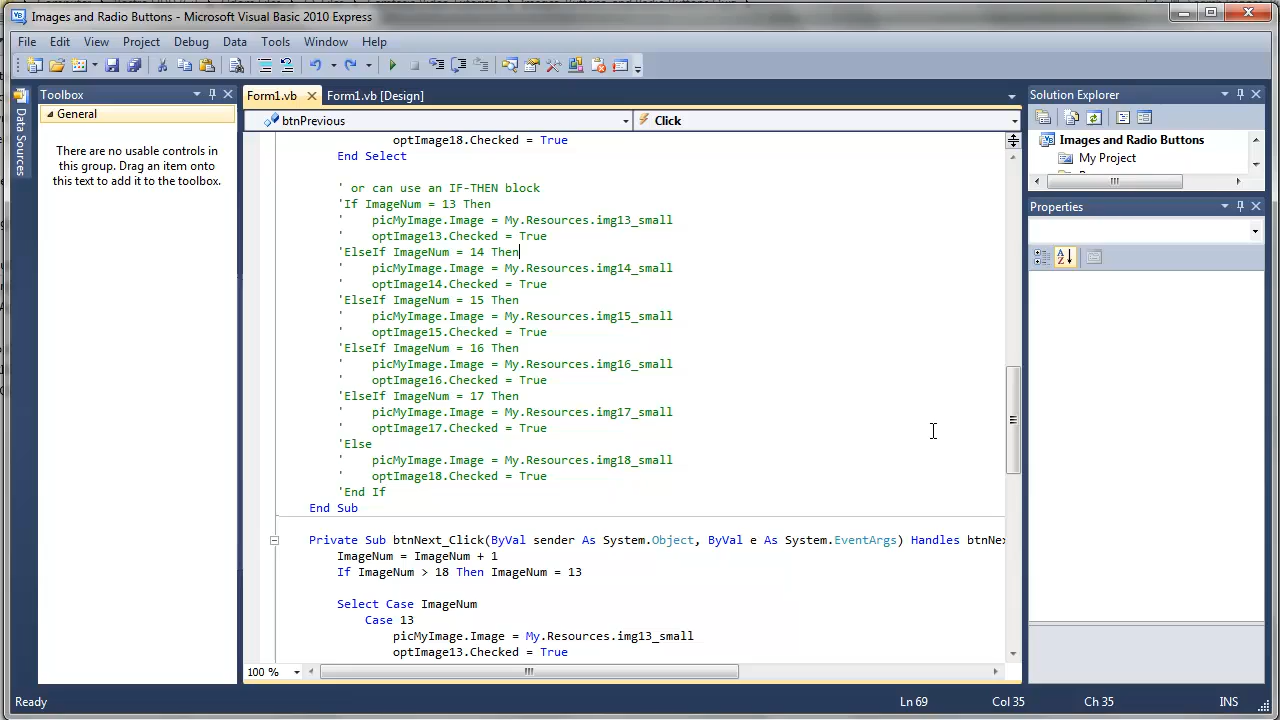 Images and Radio Buttons - Microsoft Visual Basic 2010 Express
File Edit View Project Debug Data Tools Window Help
Data Sources
Toolbox
General
There are no usable controls in
this group. Drag an item onto
this text to add it to the toolbox.
Form1.vb Form1.vb [Design]
btnPrevious Click
optImage18.Checked = True
End Select
' or can use an IF-THEN block
'If ImageNum = 13 Then
' picMyImage.Image = My.Resources.img13_small
' optImage13.Checked = True
'ElseIf ImageNum = 14 Then
' picMyImage.Image = My.Resources.img14_small
' optImage14.Checked = True
'ElseIf ImageNum = 15 Then
' picMyImage.Image = My.Resources.img15_small
' optImage15.Checked = True
'ElseIf ImageNum = 16 Then
' picMyImage.Image = My.Resources.img16_small
' optImage16.Checked = True
'ElseIf ImageNum = 17 Then
' picMyImage.Image = My.Resources.img17_small
' optImage17.Checked = True
'Else
' picMyImage.Image = My.Resources.img18_small
' optImage18.Checked = True
'End If
End Sub
Private Sub btnNext_Click(ByVal sender As System.Object, ByVal e As System.EventArgs) Handles btnNex
ImageNum = ImageNum + 1
If ImageNum > 18 Then ImageNum = 13
Select Case ImageNum
Case 13
picMyImage.Image = My.Resources.img13_small
optImage13.Checked = True
100 %
Solution Explorer
Images and Radio Buttons
My Project
Properties
Ready Ln 69 Col 35 Ch 35 INS